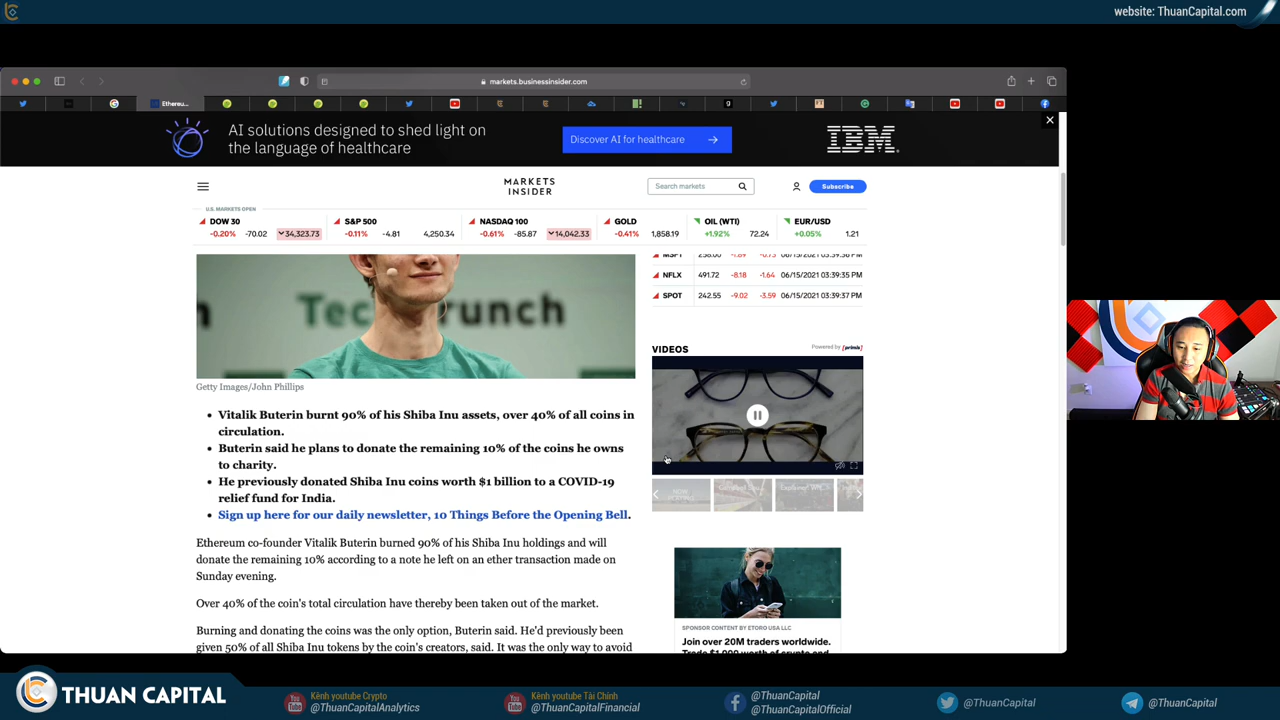 website: ThuanCapital.com
markets.businessinsider.com
Ethereu...
AI solutions designed to shed light on
the language of healthcare
Discover AI for healthcare
IBM
MARKETS
INSIDER
Search markets
Subscribe
U.S. MARKETS OPEN
DOW 30
-0.20% -70.02 34,323.73
S&P 500
-0.11% -4.81 4,250.34
NASDAQ 100
-0.61% -85.87 14,042.33
GOLD
-0.41% 1,858.19
OIL (WTI)
+1.92% 72.24
EUR/USD
+0.05% 1.21
NFLX 491.72 -8.18 -1.64 06/15/2021 03:39:35 PM
SPOT 242.55 -9.02 -3.59 06/15/2021 03:39:37 PM
Getty Images/John Phillips
• Vitalik Buterin burnt 90% of his Shiba Inu assets, over 40% of all coins in
circulation.
• Buterin said he plans to donate the remaining 10% of the coins he owns
to charity.
• He previously donated Shiba Inu coins worth $1 billion to a COVID-19
relief fund for India.
• Sign up here for our daily newsletter, 10 Things Before the Opening Bell.
Ethereum co-founder Vitalik Buterin burned 90% of his Shiba Inu holdings and will
donate the remaining 10% according to a note he left on an ether transaction made on
Sunday evening.
Over 40% of the coin's total circulation have thereby been taken out of the market.
Burning and donating the coins was the only option, Buterin said. He'd previously been
given 50% of all Shiba Inu tokens by the coin's creators, said. It was the only way to avoid
VIDEOS
Powered by [primis]
SPONSOR CONTENT BY ETORO USA LLC
Join over 20M traders worldwide.
THUAN CAPITAL
Kênh youtube Crypto
@ThuanCapitalAnalytics
Kênh youtube Tài Chính
@ThuanCapitalFinancial
@ThuanCapital
@ThuanCapitalOfficial
@ThuanCapital
@ThuanCapital